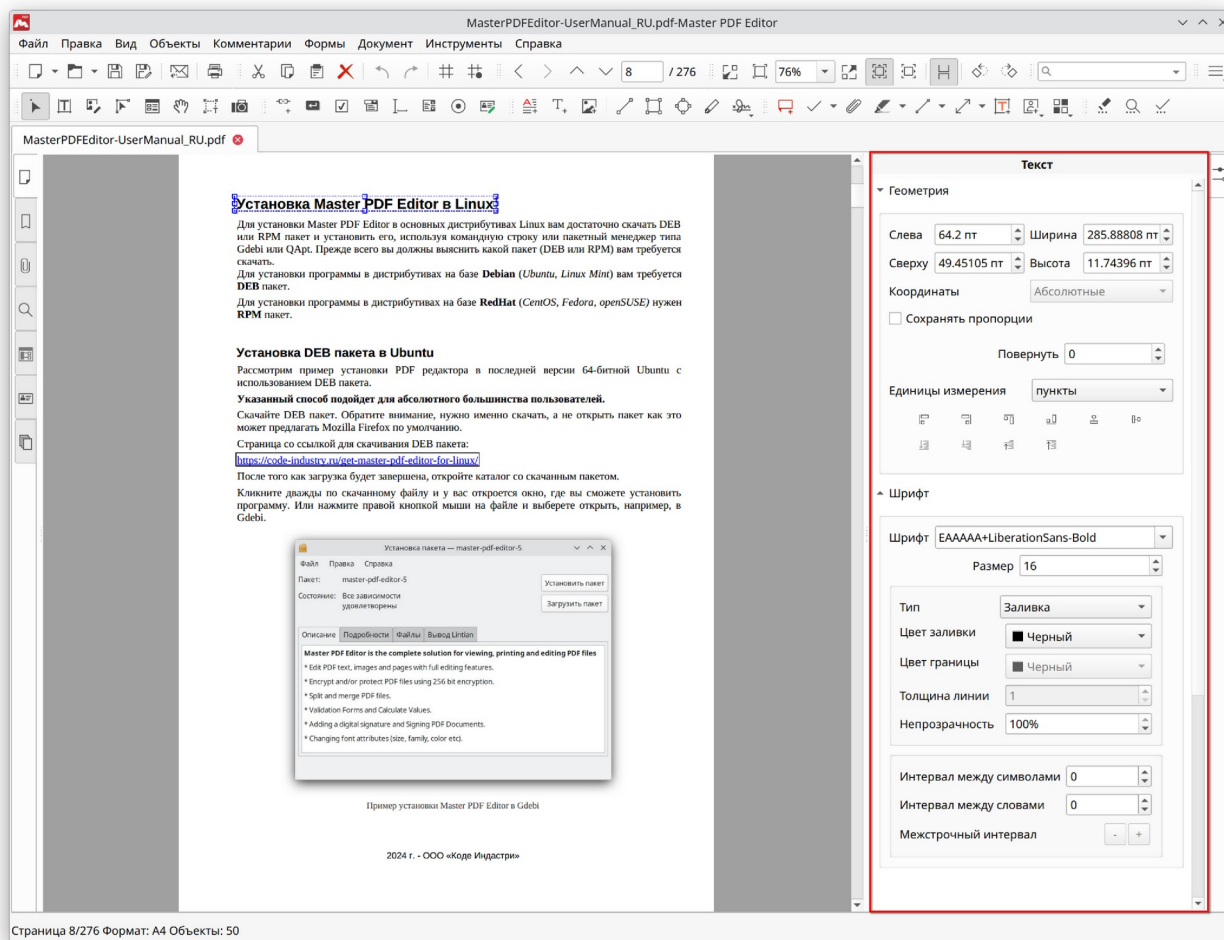 MasterPDFEditor-UserManual_RU.pdf-Master PDF Editor
Файл Правка Вид Объекты Комментарии Формы Документ Инструменты Справка
8 / 276 76%
MasterPDFEditor-UserManual_RU.pdf
Установка Master PDF Editor в Linux
Для установки Master PDF Editor в основных дистрибутивах Linux вам достаточно скачать DEB
или RPM пакет и установить его, используя командную строку или пакетный менеджер типа
Gdebi или QApt. Прежде всего вы должны выяснить какой пакет (DEB или RPM) вам требуется
скачать.
Для установки программы в дистрибутивах на базе Debian (Ubuntu, Linux Mint) вам требуется
DEB пакет.
Для установки программы в дистрибутивах на базе RedHat (CentOS, Fedora, openSUSE) нужен
RPM пакет.
Установка DEB пакета в Ubuntu
Рассмотрим пример установки PDF редактора в последней версии 64-битной Ubuntu с
использованием DEB пакета.
Указанный способ подойдет для абсолютного большинства пользователей.
Скачайте DEB пакет. Обратите внимание, нужно именно скачать, а не открыть пакет как это
может предлагать Mozilla Firefox по умолчанию.
Страница со ссылкой для скачивания DEB пакета:
https://code-industry.ru/get-master-pdf-editor-for-linux/
После того как загрузка будет завершена, откройте каталог со скачанным пакетом.
Кликните дважды по скачанному файлу и у вас откроется окно, где вы сможете установить
программу. Или нажмите правой кнопкой мыши на файле и выберете открыть, например, в
Gdebi.
Установка пакета — master-pdf-editor-5
Файл Правка Справка
Пакет: master-pdf-editor-5
Установить пакет
Состояние: Все зависимости
удовлетворены
Загрузить пакет
Описание Подробности Файлы Вывод Lintian
Master PDF Editor is the complete solution for viewing, printing and editing PDF files
* Edit PDF text, images and pages with full editing features.
* Encrypt and/or protect PDF files using 256 bit encryption.
* Split and merge PDF files.
* Validation Forms and Calculate Values.
* Adding a digital signature and Signing PDF Documents.
* Changing font attributes (size, family, color etc).
Пример установки Master PDF Editor в Gdebi
2024 г. - ООО «Коде Индастри»
Текст
Геометрия
Слева 64.2 пт Ширина 285.88808 пт
Сверху 49.45105 пт Высота 11.74396 пт
Координаты Абсолютные
Сохранять пропорции
Повернуть 0
Единицы измерения пункты
Шрифт
Шрифт EAAAAA+LiberationSans-Bold
Размер 16
Тип Заливка
Цвет заливки Черный
Цвет границы Черный
Толщина линии 1
Непрозрачность 100%
Интервал между символами 0
Интервал между словами 0
Межстрочный интервал - +
Страница 8/276 Формат: A4 Объекты: 50